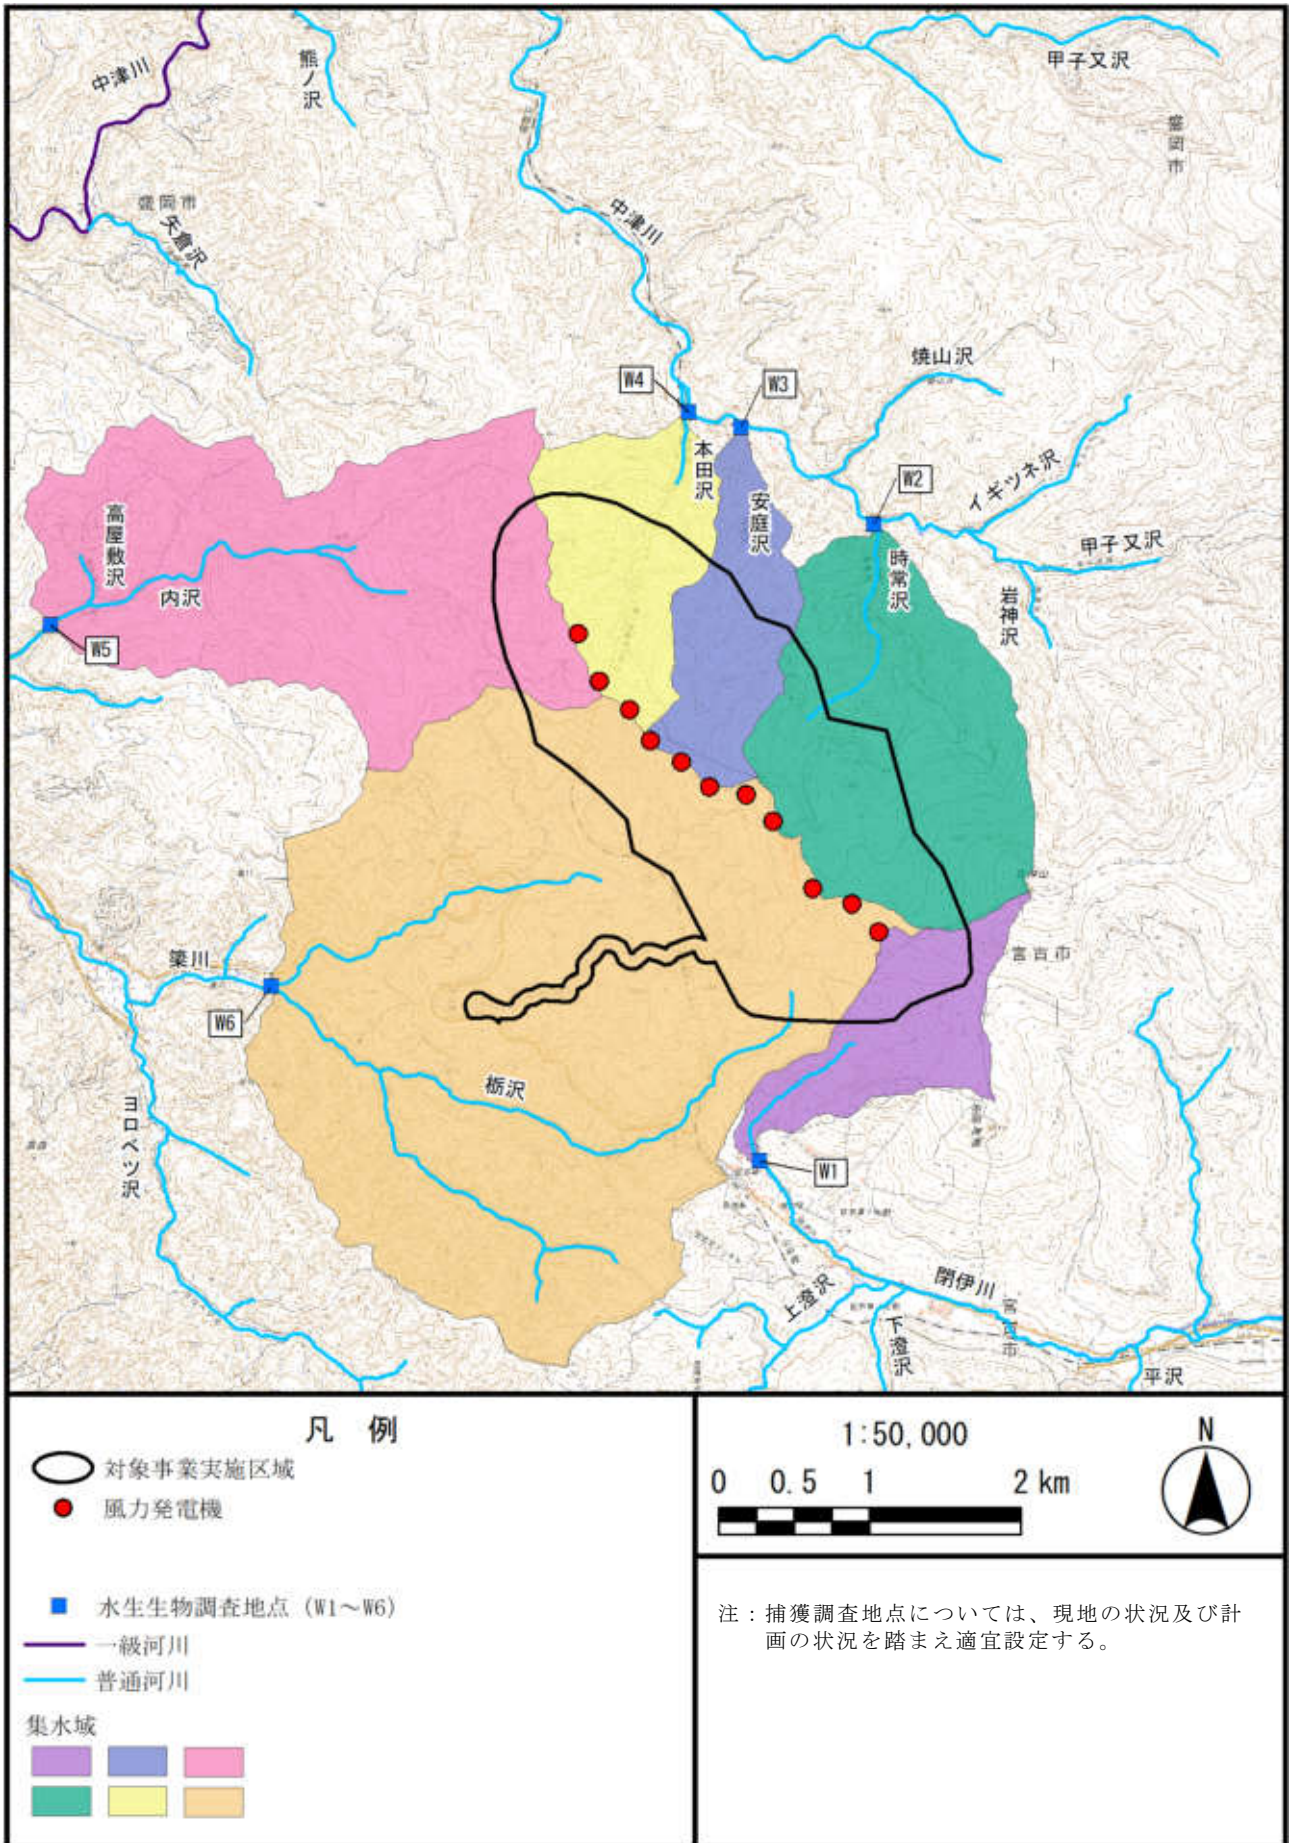 中津川
熊ノ沢
甲子又沢
盛岡市
盛岡市
矢倉沢
中津川
焼山沢
W4
W3
本田沢
W2
イギツネ沢
安庭沢
高屋敷沢
甲子又沢
時常沢
岩神沢
内沢
W5
簗川
宮古市
W6
栃沢
ヨロベツ沢
W1
閉伊川
上澄沢
宮古市
下澄沢
平沢
凡 例
対象事業実施区域
風力発電機
水生生物調査地点（W1～W6）
一級河川
普通河川
集水域
1:50,000
0 0.5 1 2 km
N
注：捕獲調査地点については、現地の状況及び計
画の状況を踏まえ適宜設定する。